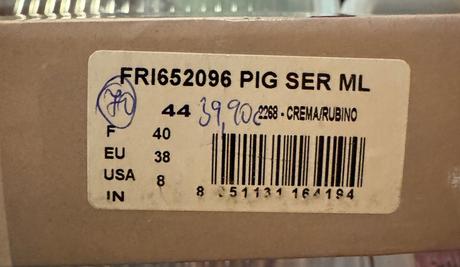 FRI652096 PIG SER ML
70 44 39,90€ 2268 - CREMA/RUBINO
F 40
EU 38
USA 8
IN
8 051131 164194